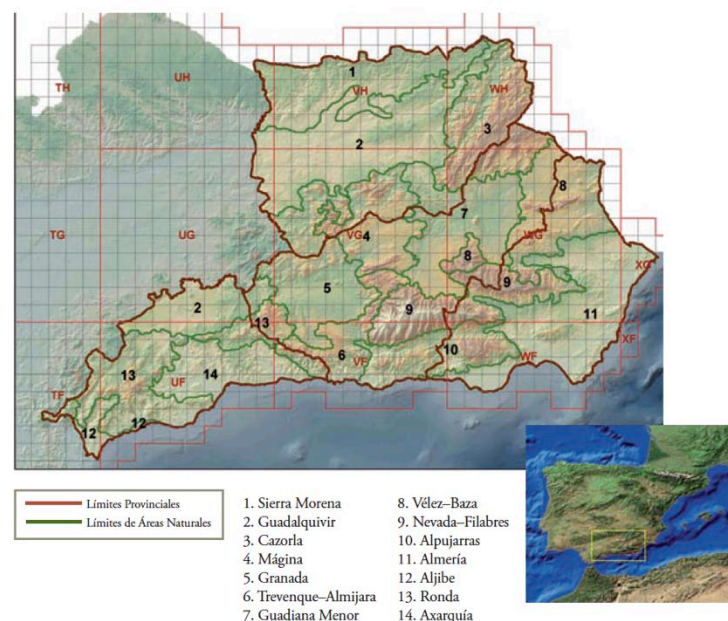 1
TH
UH
VH
WH
3
2
8
7
TG
UG
VG
4
WG
8
XG
5
9
2
9
11
13
6
VF
10
WF
XF
13
14
TF
UF
12
12
Límites Provinciales
Límites de Áreas Naturales
1. Sierra Morena
2. Guadalquivir
3. Cazorla
4. Mágina
5. Granada
6. Trevenque–Almijara
7. Guadiana Menor
8. Vélez–Baza
9. Nevada–Filabres
10. Alpujarras
11. Almería
12. Aljibe
13. Ronda
14. Axarquía